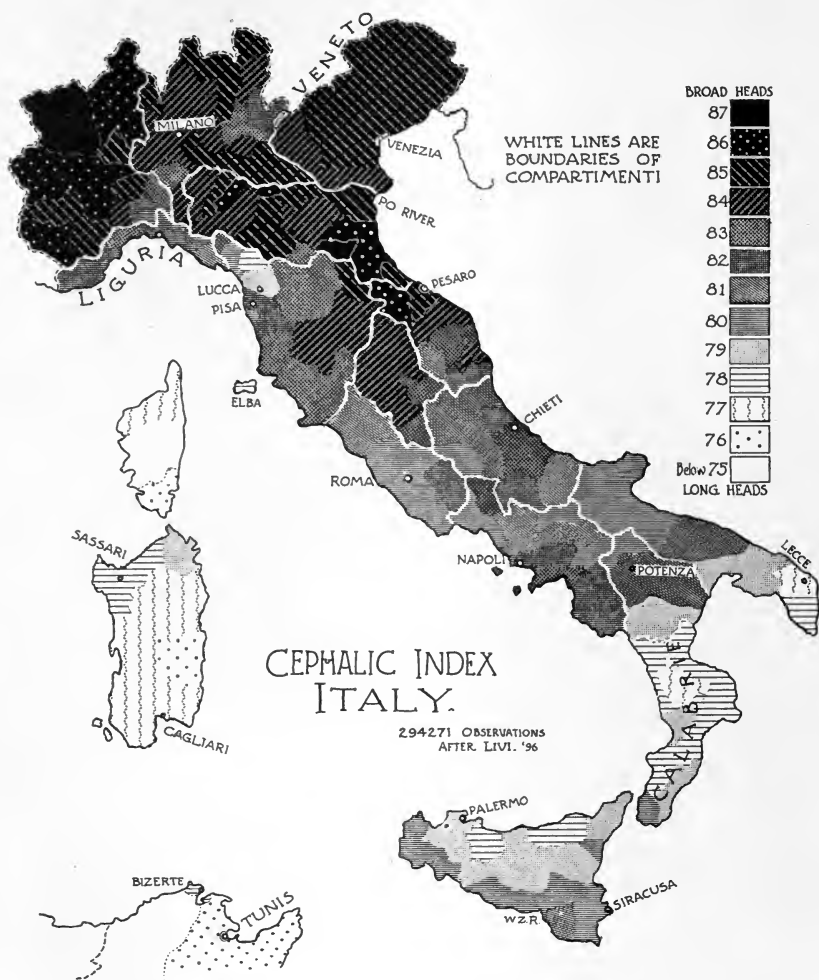 VENETO
MILANO
VENEZIA
PO RIVER
LIGURIA
LUCCA
PISA
PESARO
ELBA
CHIETI
ROMA
NAPOLI
POTENZA
LECCE
SASSARI
CAGLIARI
CALABRIE
PALERMO
SIRACUSA
W.Z.R.
BIZERTE
TUNIS
WHITE LINES ARE
BOUNDARIES OF
COMPARTIMENTI
BROAD HEADS
87
86
85
84
83
82
81
80
79
78
77
76
Below 75
LONG HEADS
CEPHALIC INDEX
ITALY.
294271 OBSERVATIONS
AFTER LIVI. '96